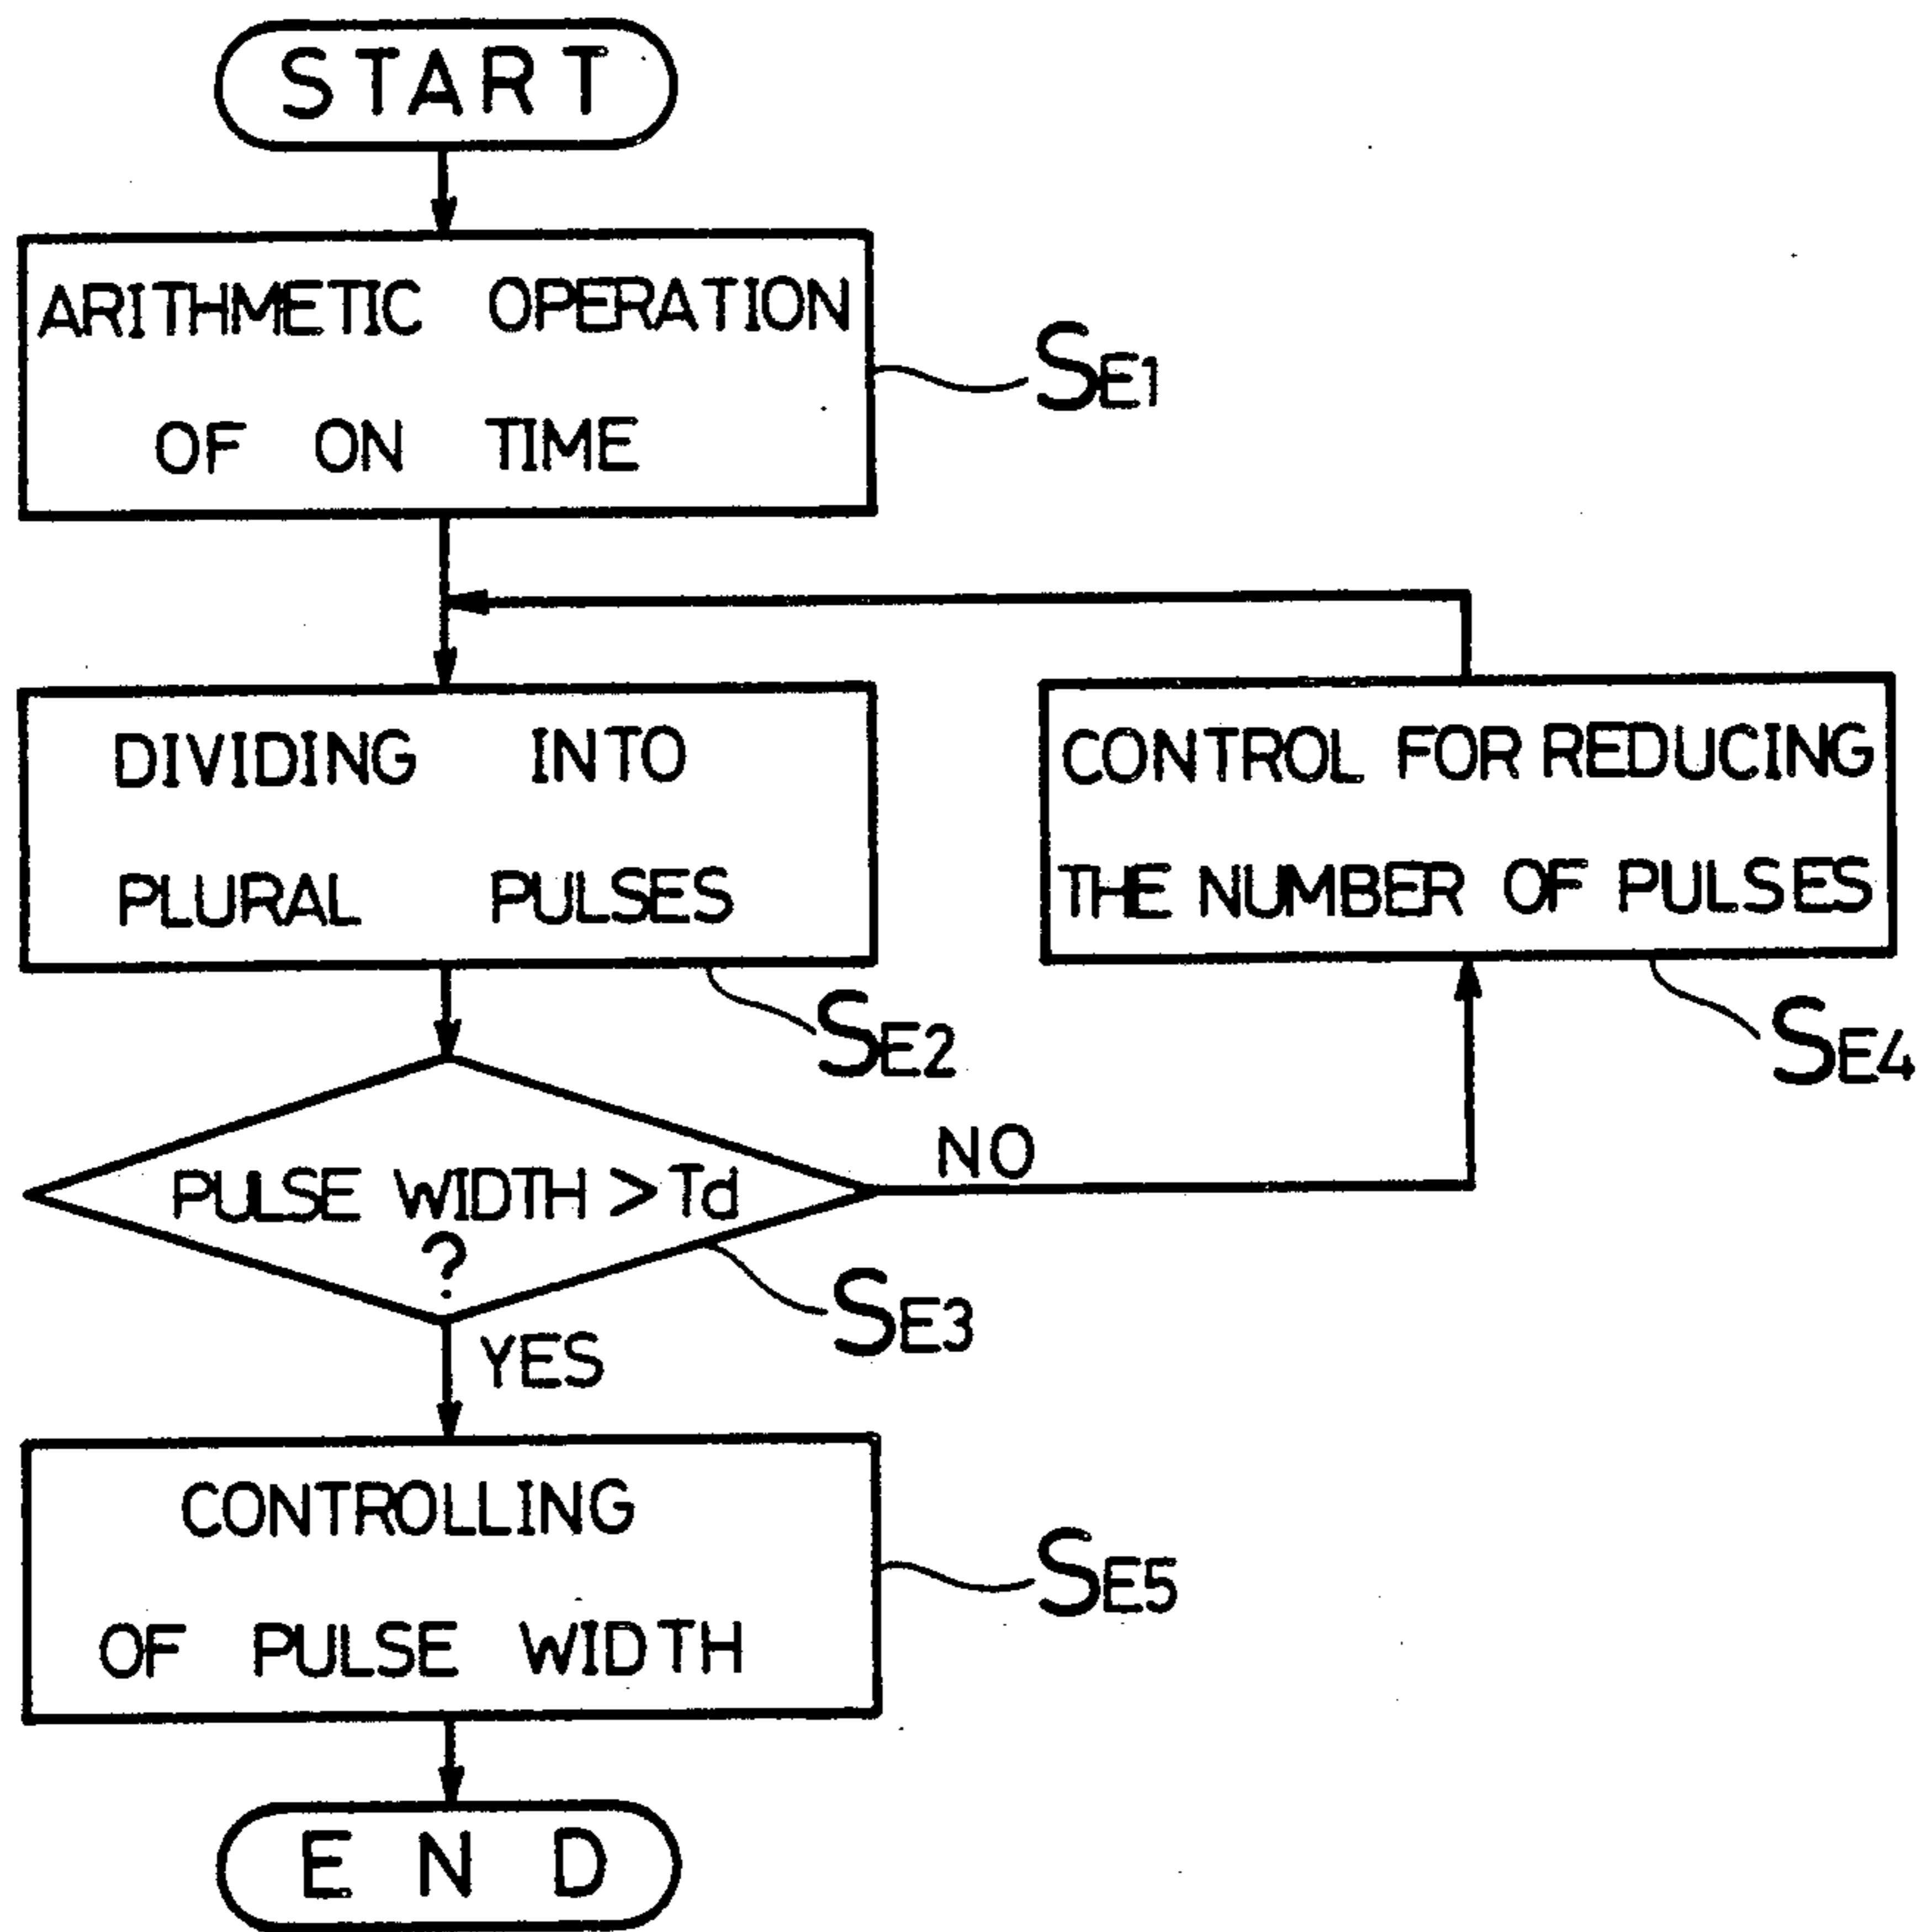 START
ARITHMETIC OPERATION
OF ON TIME
SE1
DIVIDING INTO
PLURAL PULSES
SE2
CONTROL FOR REDUCING
THE NUMBER OF PULSES
SE4
PULSE WIDTH > Td
?
NO
SE3
YES
CONTROLLING
OF PULSE WIDTH
SE5
END